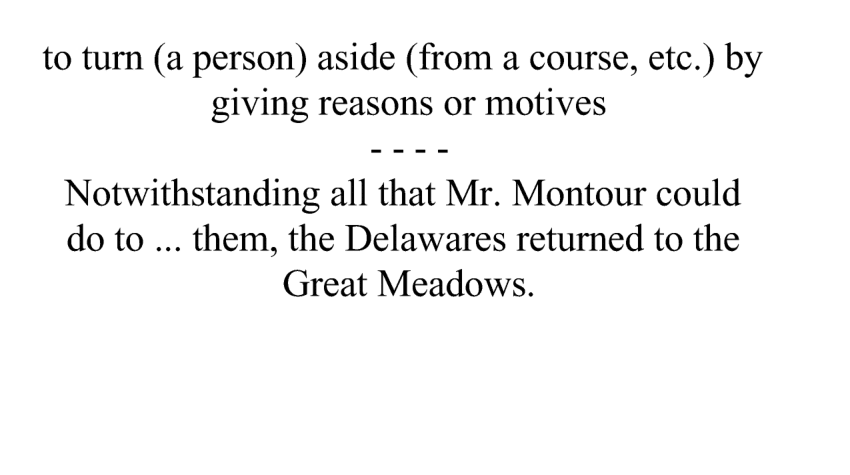 to turn (a person) aside (from a course, etc.) by
giving reasons or motives
- - - -
Notwithstanding all that Mr. Montour could
do to ... them, the Delawares returned to the
Great Meadows.